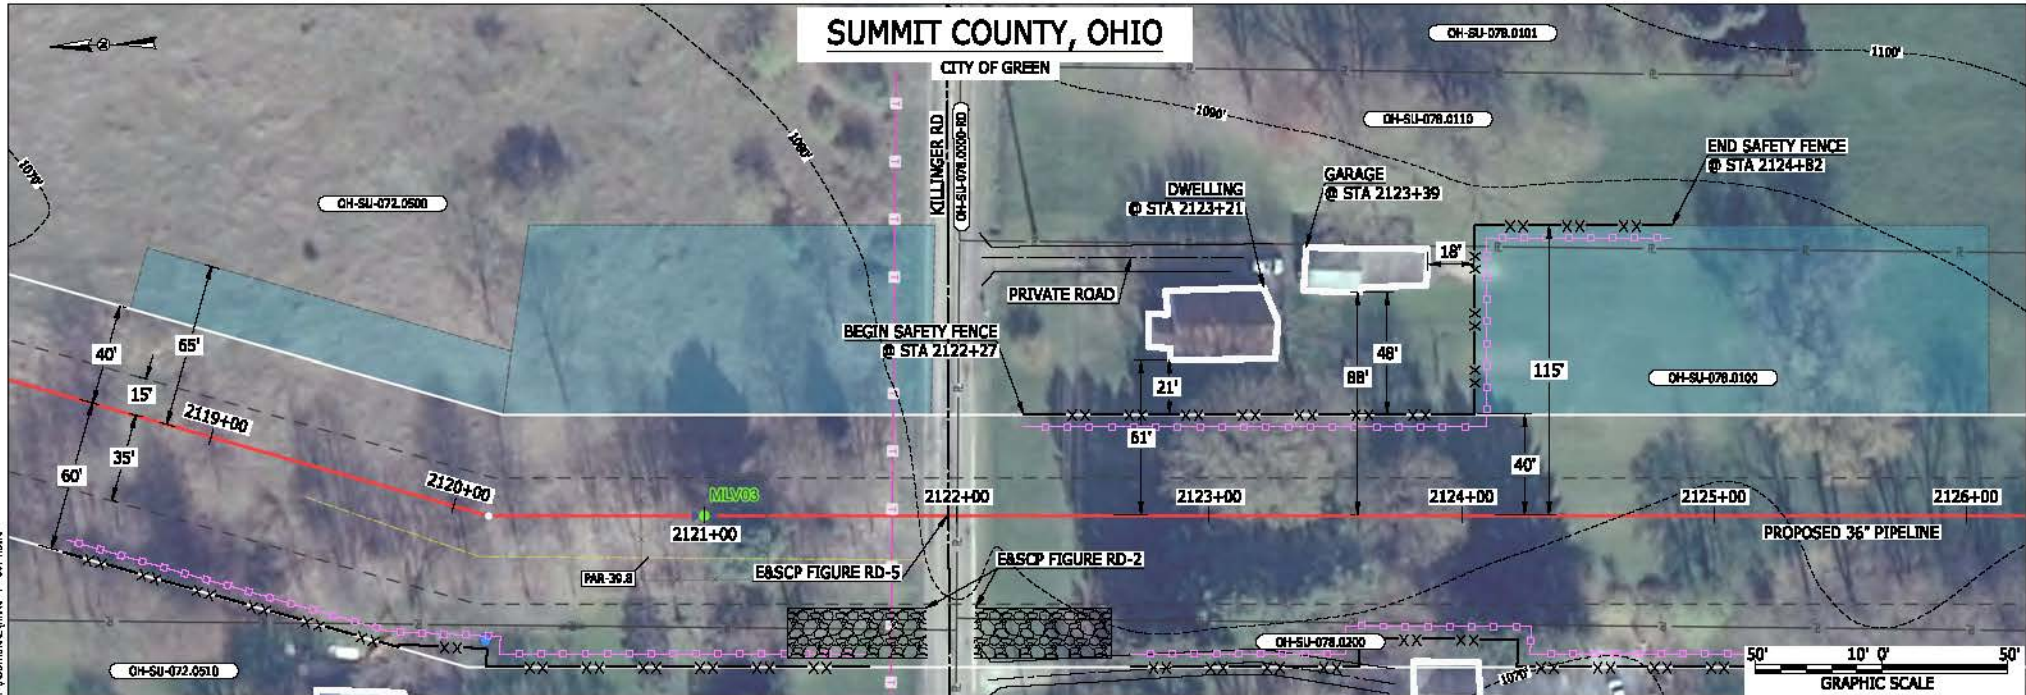 SUMMIT COUNTY, OHIO
CITY OF GREEN
OH-SU-078.0101
1100'
1090'
OH-SU-078.0110
1080'
1070'
KILLINGER RD
OH-SU-078.0000-RD
END SAFETY FENCE
@ STA 2124+82
GARAGE
@ STA 2123+39
DWELLING
@ STA 2123+21
OH-SU-072.0500
18'
PRIVATE ROAD
BEGIN SAFETY FENCE
@ STA 2122+27
40'
65'
15'
21'
48'
88'
115'
OH-SU-078.0100
2119+00
61'
35'
60'
40'
2120+00
MLV03
2121+00
2122+00
2123+00
2124+00
2125+00
2126+00
PROPOSED 36" PIPELINE
PAR-39.8
E&SCP FIGURE RD-5
E&SCP FIGURE RD-2
OH-SU-078.0200
OH-SU-072.0510
1070'
50' 10' 0' 50'
GRAPHIC SCALE